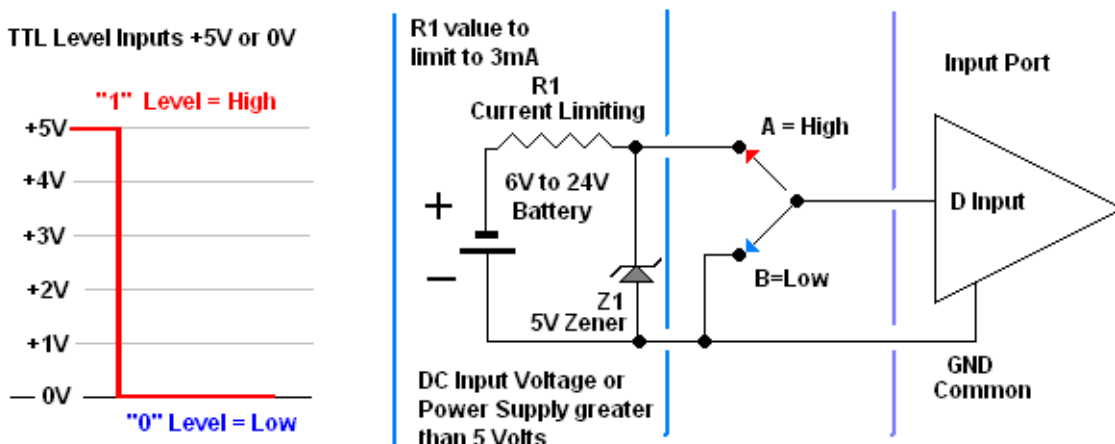 TTL Level Inputs +5V or 0V
"1" Level = High
+5V
+4V
+3V
+2V
+1V
0V
"0" Level = Low
R1 value to
limit to 3mA
R1
Current Limiting
6V to 24V
Battery
+
−
Z1
5V Zener
DC Input Voltage or
Power Supply greater
than 5 Volts
A = High
B=Low
Input Port
D Input
GND
Common